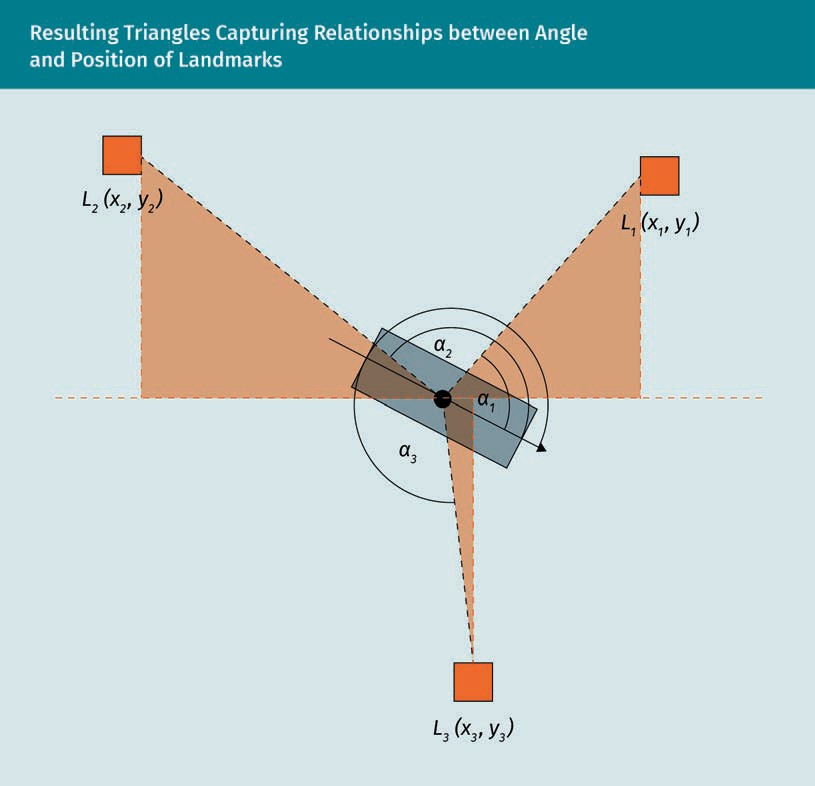 Resulting Triangles Capturing Relationships between Angle
and Position of Landmarks
L₂ (x₂, y₂)
L₁ (x₁, y₁)
α₂
α₁
α₃
L₃ (x₃, y₃)